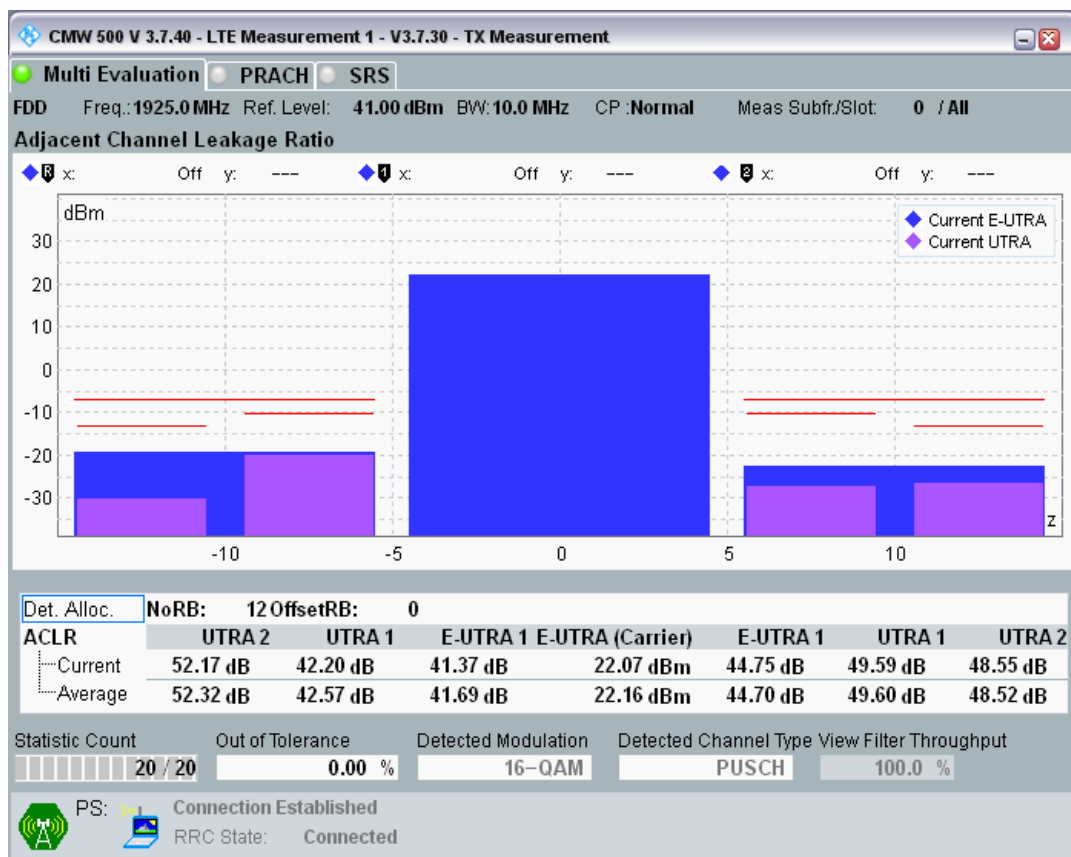 CMW 500 V 3.7.40 - LTE Measurement 1 - V3.7.30 - TX Measurement
Multi Evaluation PRACH SRS
FDD Freq.: 1925.0 MHz Ref. Level: 41.00 dBm BW: 10.0 MHz CP : Normal Meas Subfr./Slot: 0 / All
Adjacent Channel Leakage Ratio
R x: Off y: --- 1 x: Off y: --- 2 x: Off y: ---
dBm
Current E-UTRA
Current UTRA
30
20
10
0
-10
-20
-30
z
-10 -5 0 5 10
Det. Alloc. NoRB: 12 OffsetRB: 0
ACLR UTRA 2 UTRA 1 E-UTRA 1 E-UTRA (Carrier) E-UTRA 1 UTRA 1 UTRA 2
Current 52.17 dB 42.20 dB 41.37 dB 22.07 dBm 44.75 dB 49.59 dB 48.55 dB
Average 52.32 dB 42.57 dB 41.69 dB 22.16 dBm 44.70 dB 49.60 dB 48.52 dB
Statistic Count Out of Tolerance Detected Modulation Detected Channel Type View Filter Throughput
20 / 20 0.00 % 16-QAM PUSCH 100.0 %
PS: Connection Established
RRC State: Connected